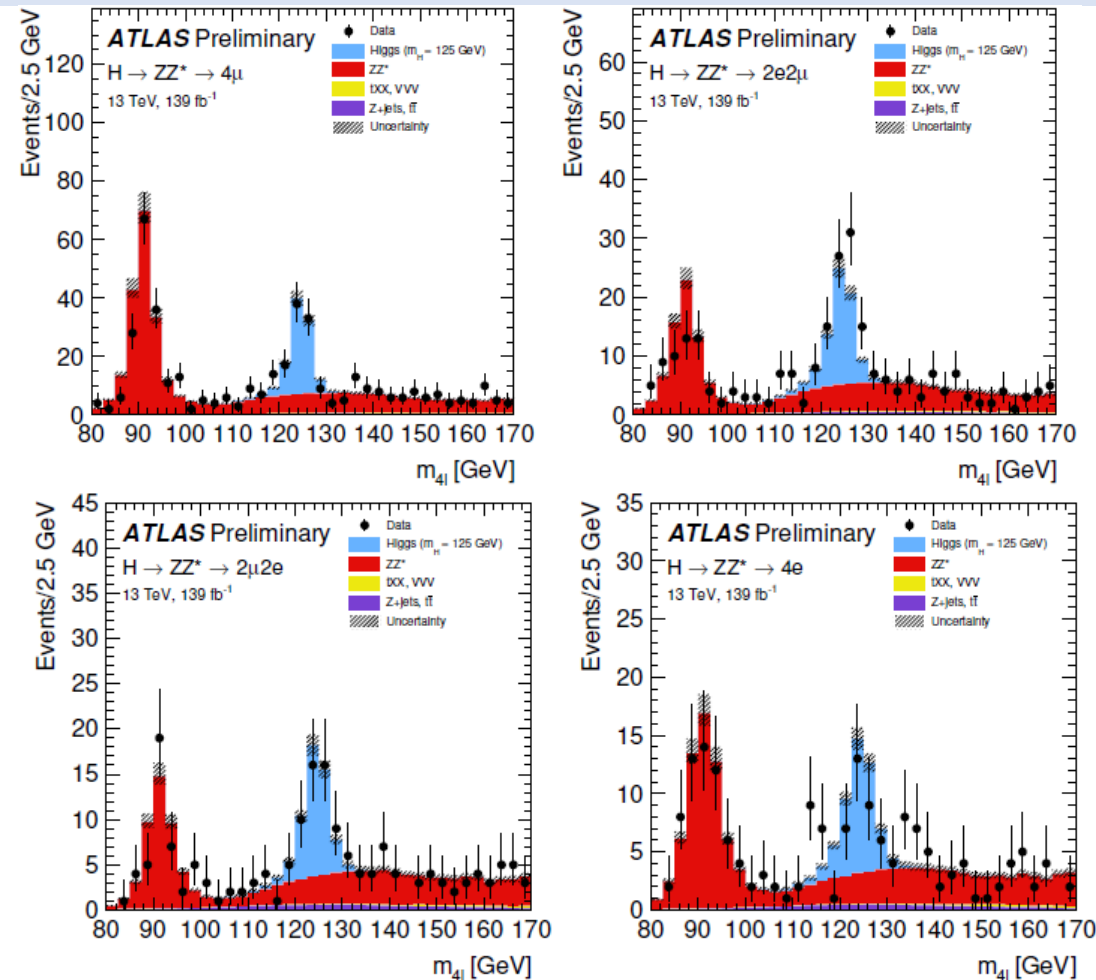 ATLAS Preliminary
H → ZZ* → 4μ
13 TeV, 139 fb⁻¹
Data
Higgs (m_H = 125 GeV)
ZZ*
tXX, VVV
Z+jets, tt̄
Uncertainty
Events/2.5 GeV
120
100
80
60
40
20
0
80 90 100 110 120 130 140 150 160 170
m_4l [GeV]
ATLAS Preliminary
H → ZZ* → 2e2μ
13 TeV, 139 fb⁻¹
Data
Higgs (m_H = 125 GeV)
ZZ*
tXX, VVV
Z+jets, tt̄
Uncertainty
Events/2.5 GeV
60
50
40
30
20
10
0
80 90 100 110 120 130 140 150 160 170
m_4l [GeV]
ATLAS Preliminary
H → ZZ* → 2μ2e
13 TeV, 139 fb⁻¹
Data
Higgs (m_H = 125 GeV)
ZZ*
tXX, VVV
Z+jets, tt̄
Uncertainty
Events/2.5 GeV
45
40
35
30
25
20
15
10
5
0
80 90 100 110 120 130 140 150 160 170
m_4l [GeV]
ATLAS Preliminary
H → ZZ* → 4e
13 TeV, 139 fb⁻¹
Data
Higgs (m_H = 125 GeV)
ZZ*
tXX, VVV
Z+jets, tt̄
Uncertainty
Events/2.5 GeV
35
30
25
20
15
10
5
0
80 90 100 110 120 130 140 150 160 170
m_4l [GeV]